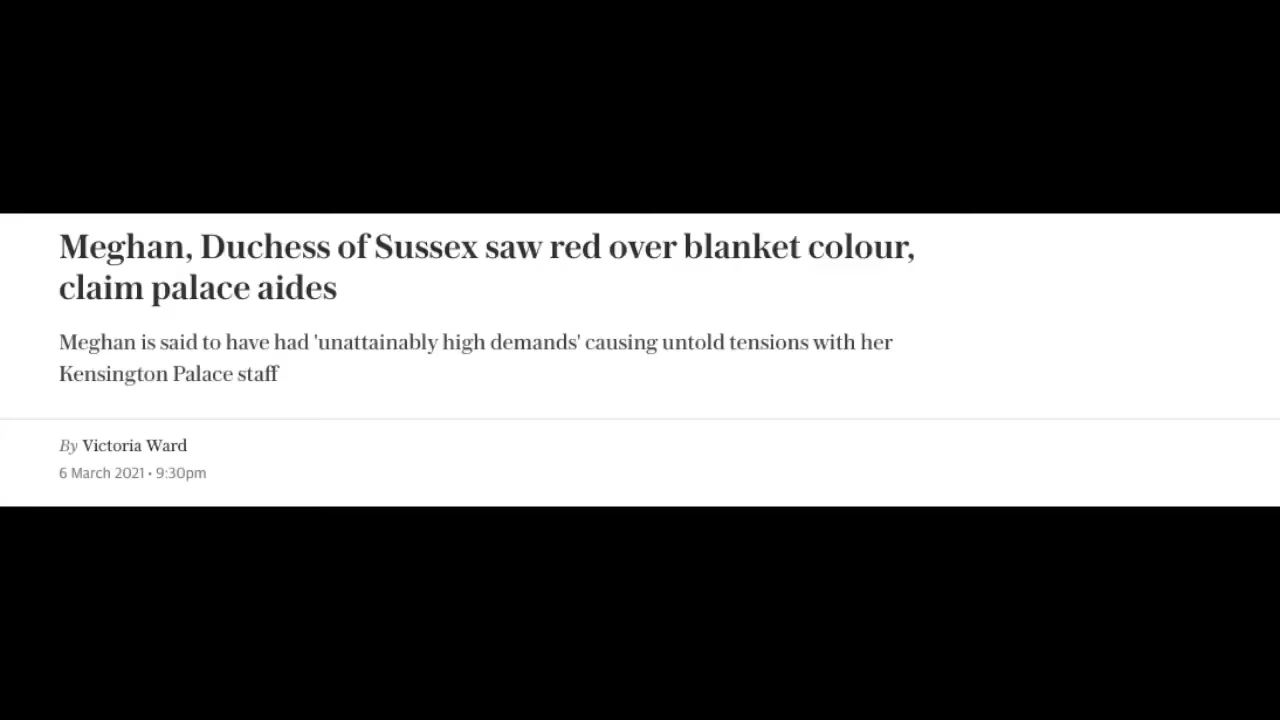 Meghan, Duchess of Sussex saw red over blanket colour,
claim palace aides
Meghan is said to have had 'unattainably high demands' causing untold tensions with her
Kensington Palace staff
By Victoria Ward
6 March 2021 • 9:30pm